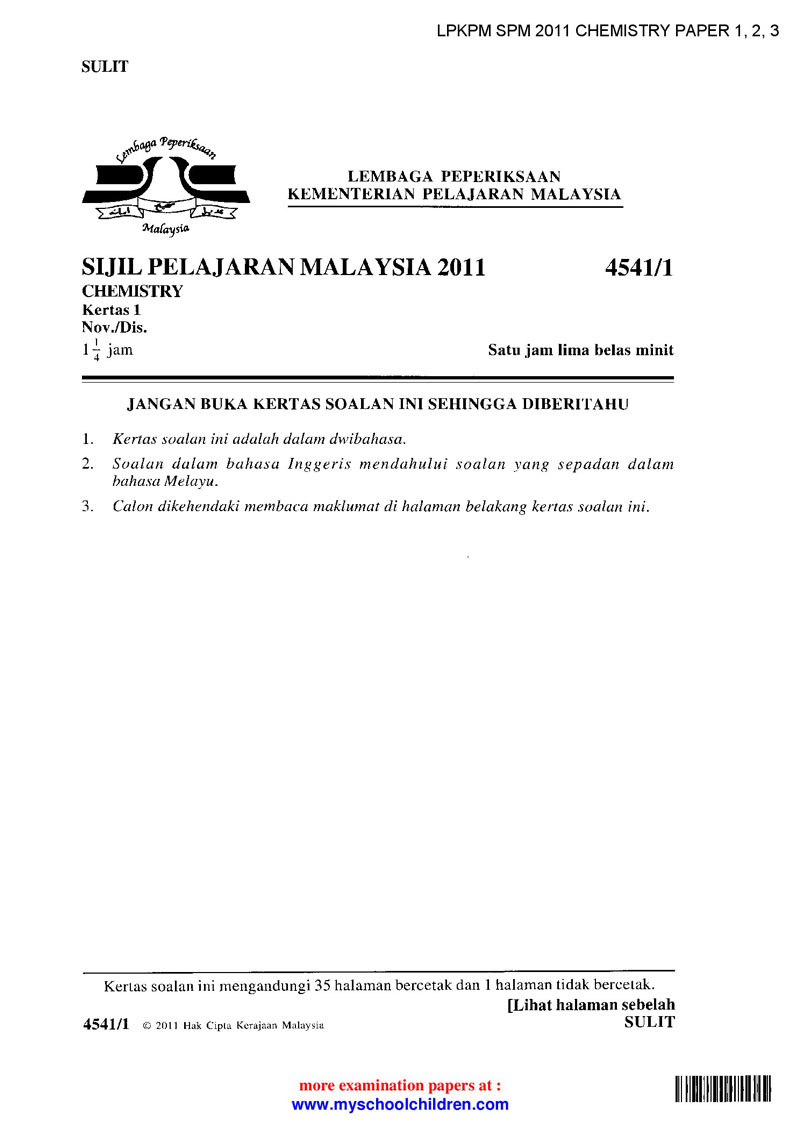 LPKPM SPM 2011 CHEMISTRY PAPER 1, 2, 3
SULIT
Lembaga Peperiksaan
Malaysia
LEMBAGA PEPERIKSAAN
KEMENTERIAN PELAJARAN MALAYSIA
SIJIL PELAJARAN MALAYSIA 2011 4541/1
CHEMISTRY
Kertas 1
Nov./Dis.
1 1/4 jam Satu jam lima belas minit
JANGAN BUKA KERTAS SOALAN INI SEHINGGA DIBERITAHU
1. Kertas soalan ini adalah dalam dwibahasa.
2. Soalan dalam bahasa Inggeris mendahului soalan yang sepadan dalam
bahasa Melayu.
3. Calon dikehendaki membaca maklumat di halaman belakang kertas soalan ini.
Kertas soalan ini mengandungi 35 halaman bercetak dan 1 halaman tidak bercetak.
[Lihat halaman sebelah
4541/1 © 2011 Hak Cipta Kerajaan Malaysia SULIT
more examination papers at :
www.myschoolchildren.com